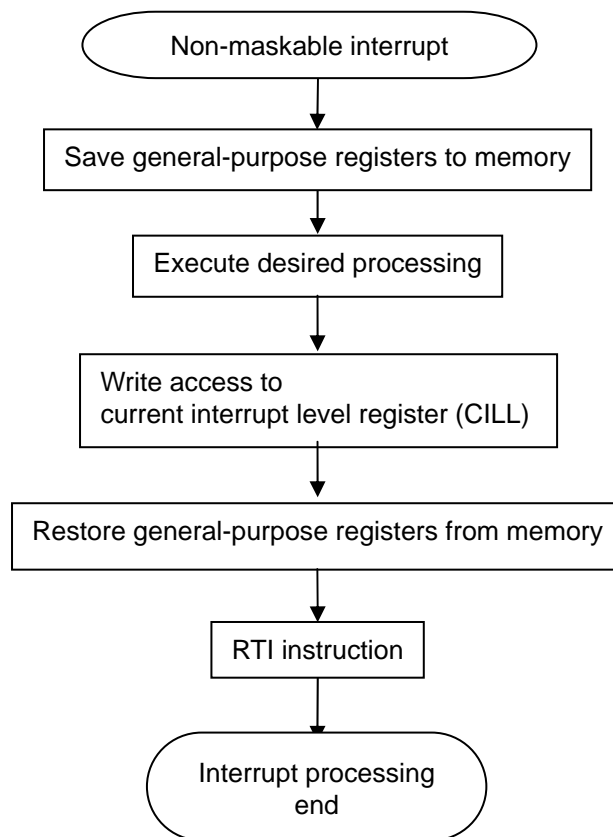 Non-maskable interrupt
Save general-purpose registers to memory
Execute desired processing
Write access to
current interrupt level register (CILL)
Restore general-purpose registers from memory
RTI instruction
Interrupt processing
end